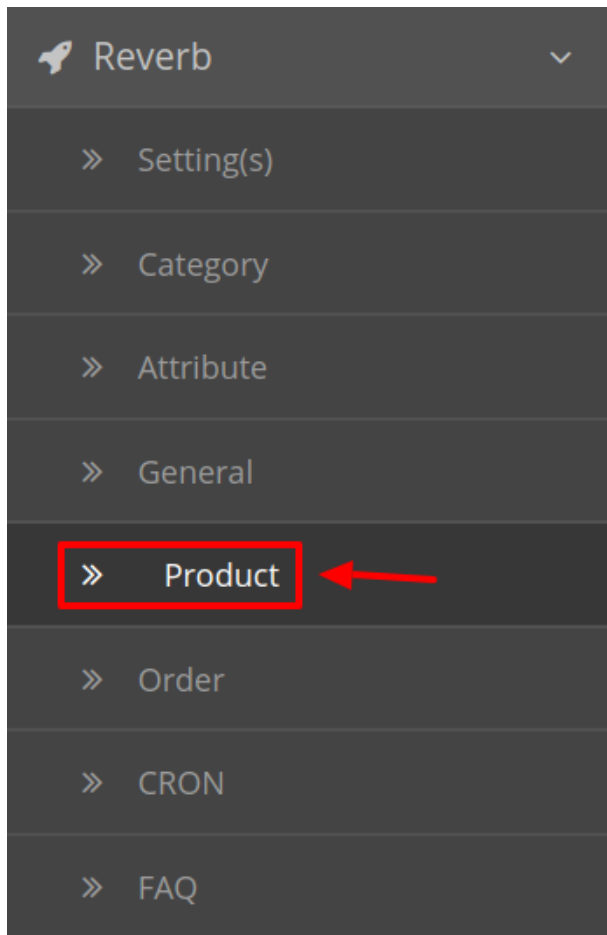 Reverb
Setting(s)
Category
Attribute
General
Product
Order
CRON
FAQ